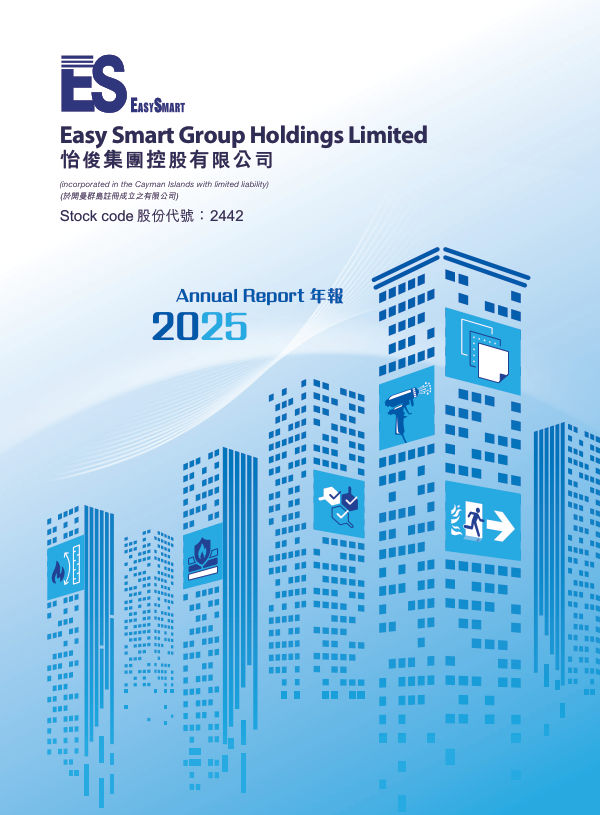 ES EASYSMART
Easy Smart Group Holdings Limited
怡俊集團控股有限公司
(incorporated in the Cayman Islands with limited liability)
(於開曼群島註冊成立之有限公司)
Stock code 股份代號：2442
Annual Report 年報
2025